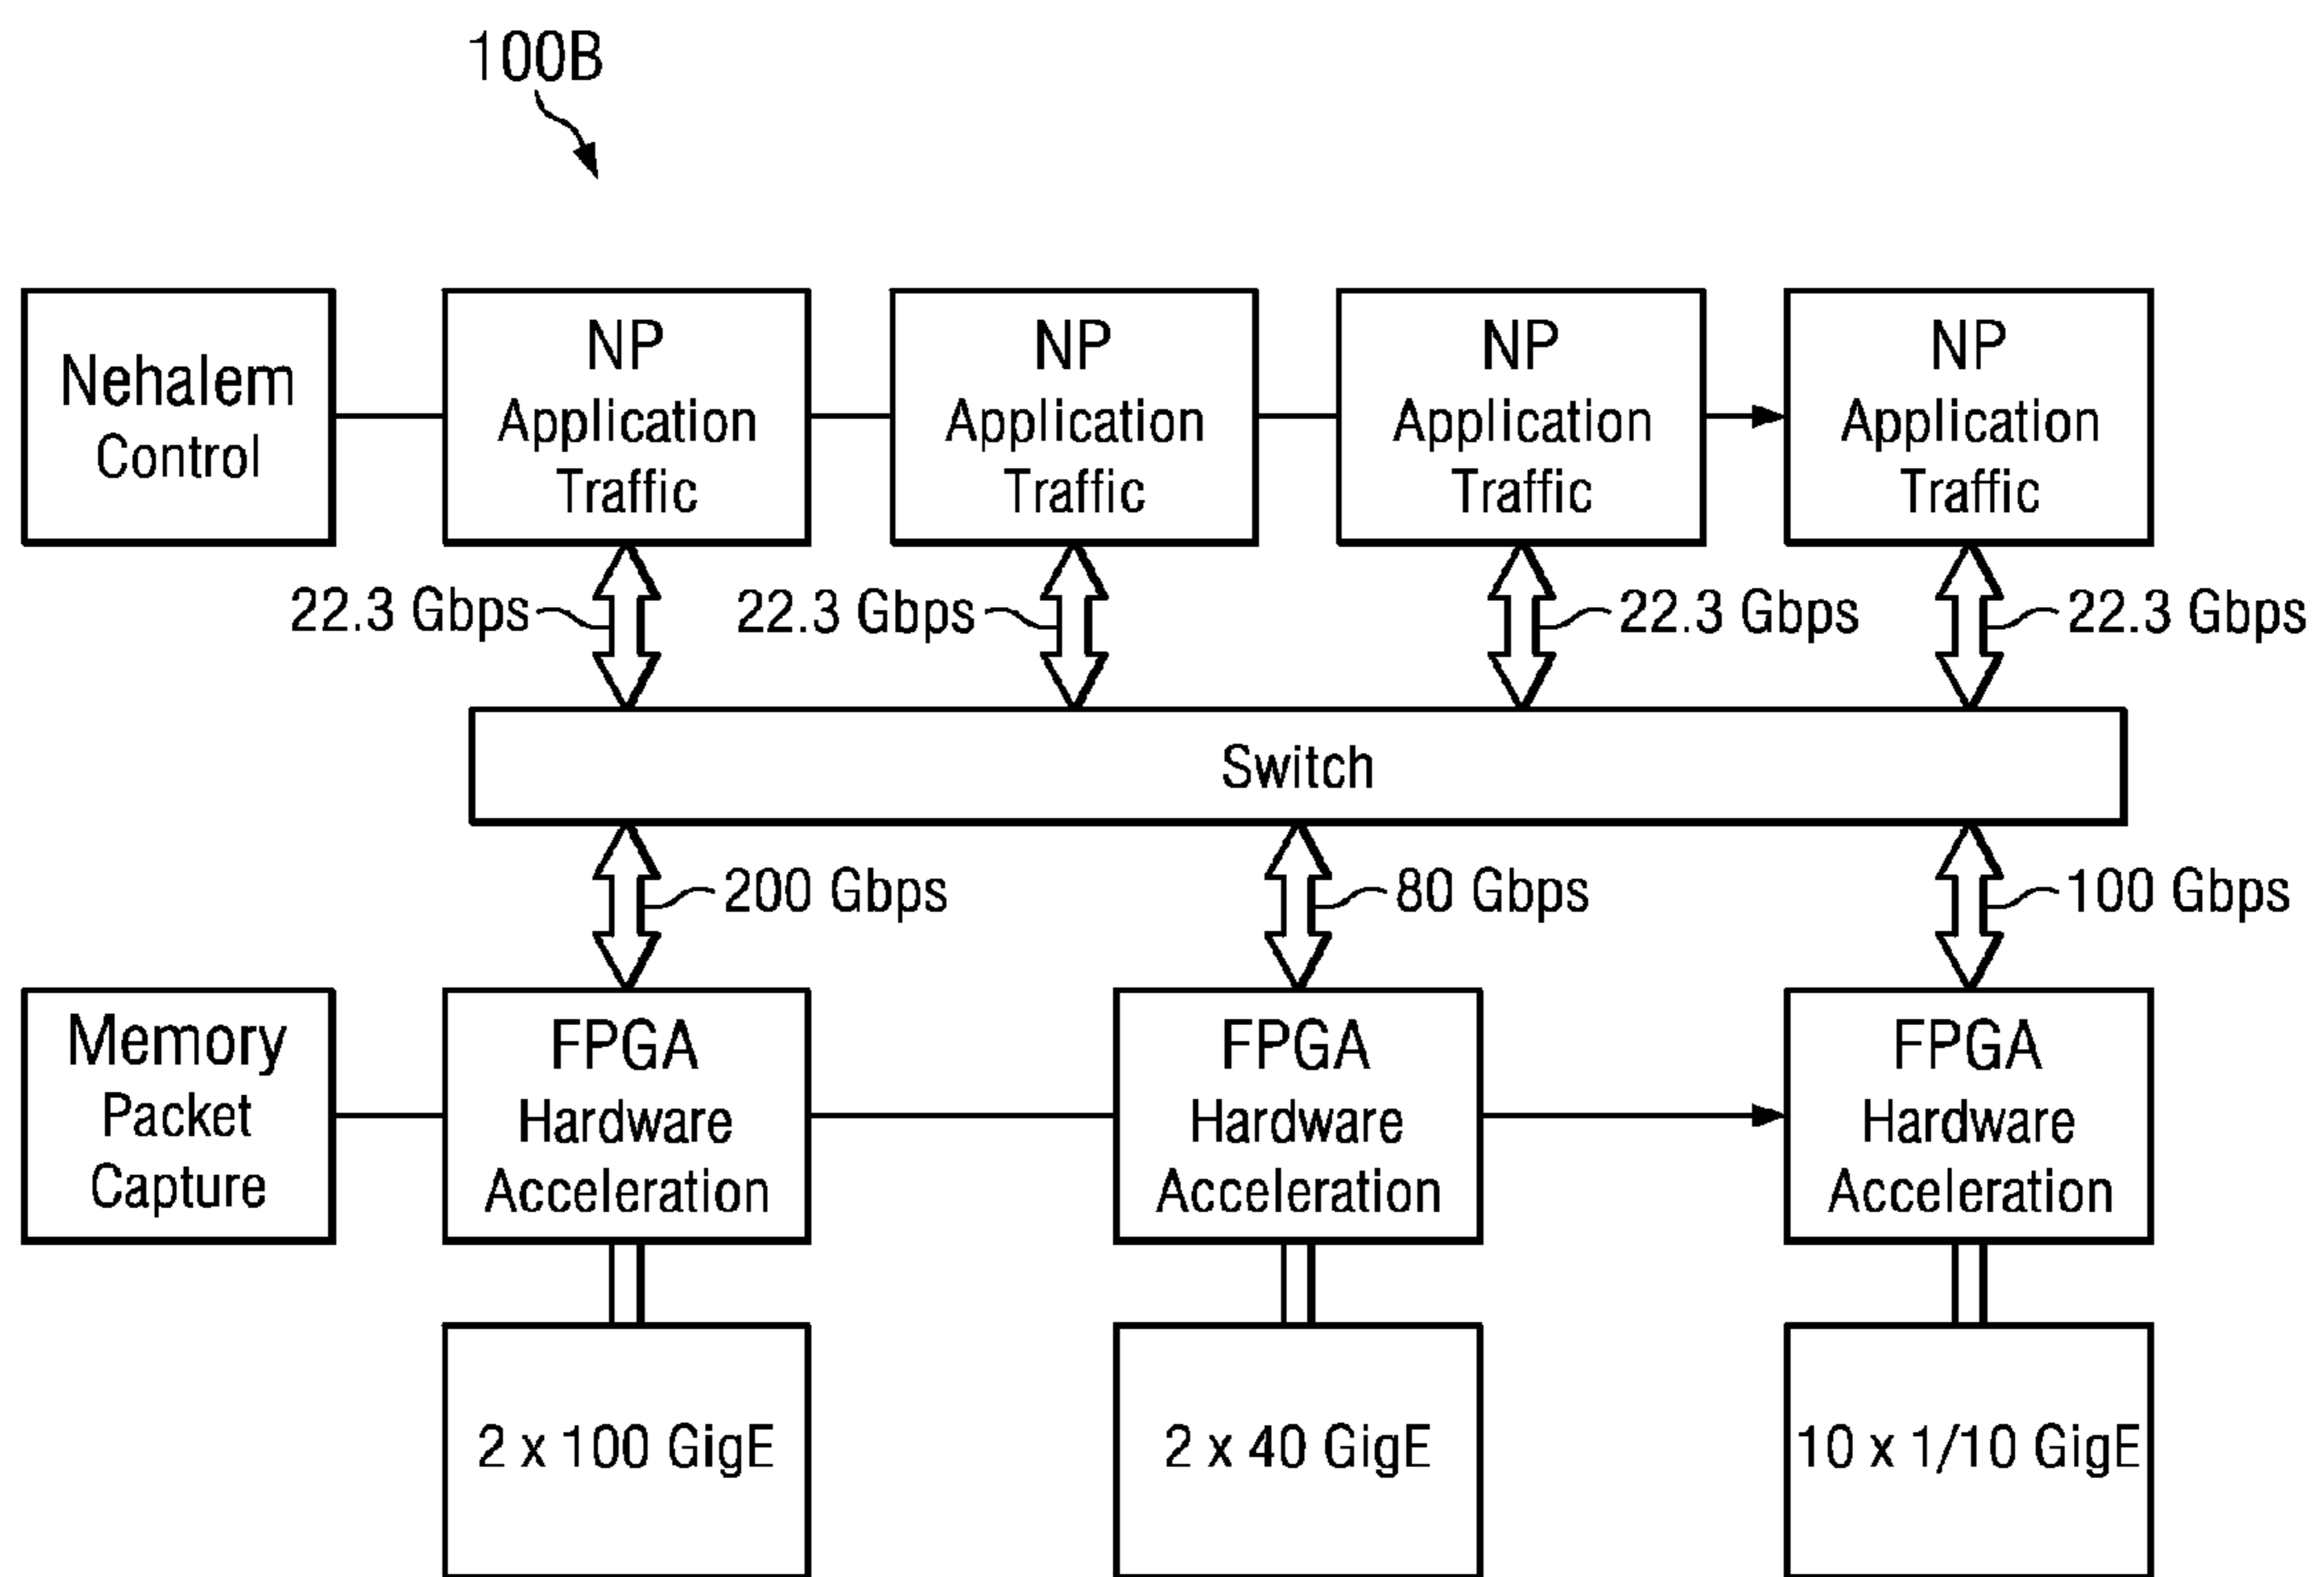 100B
Nehalem
Control
NP
Application
Traffic
NP
Application
Traffic
NP
Application
Traffic
NP
Application
Traffic
22.3 Gbps
22.3 Gbps
22.3 Gbps
22.3 Gbps
Switch
200 Gbps
80 Gbps
100 Gbps
Memory
Packet
Capture
FPGA
Hardware
Acceleration
FPGA
Hardware
Acceleration
FPGA
Hardware
Acceleration
2 x 100 GigE
2 x 40 GigE
10 x 1/10 GigE